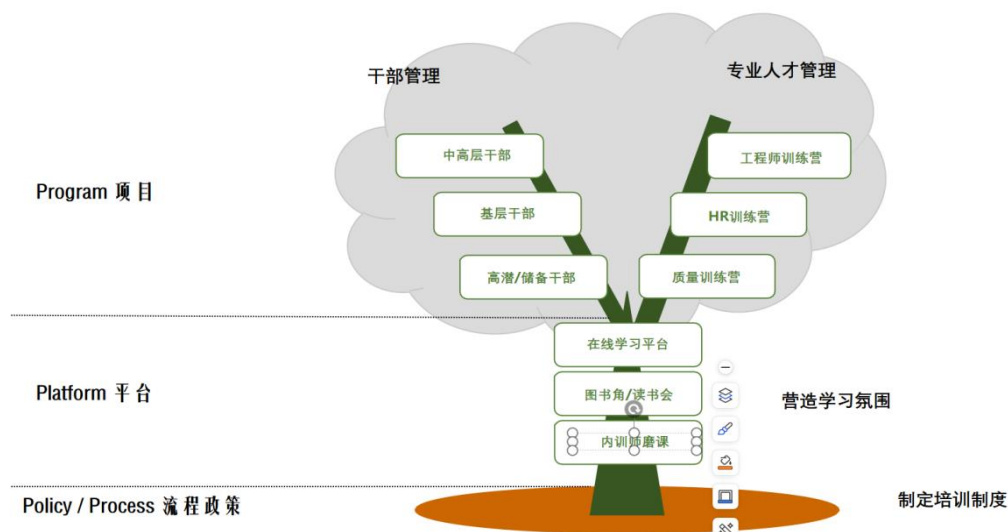 干部管理
专业人才管理
中高层干部
工程师训练营
Program 项目
基层干部
HR训练营
高潜/储备干部
质量训练营
在线学习平台
Platform 平台
图书角/读书会
营造学习氛围
内训师磨课
Policy / Process 流程政策
制定培训制度